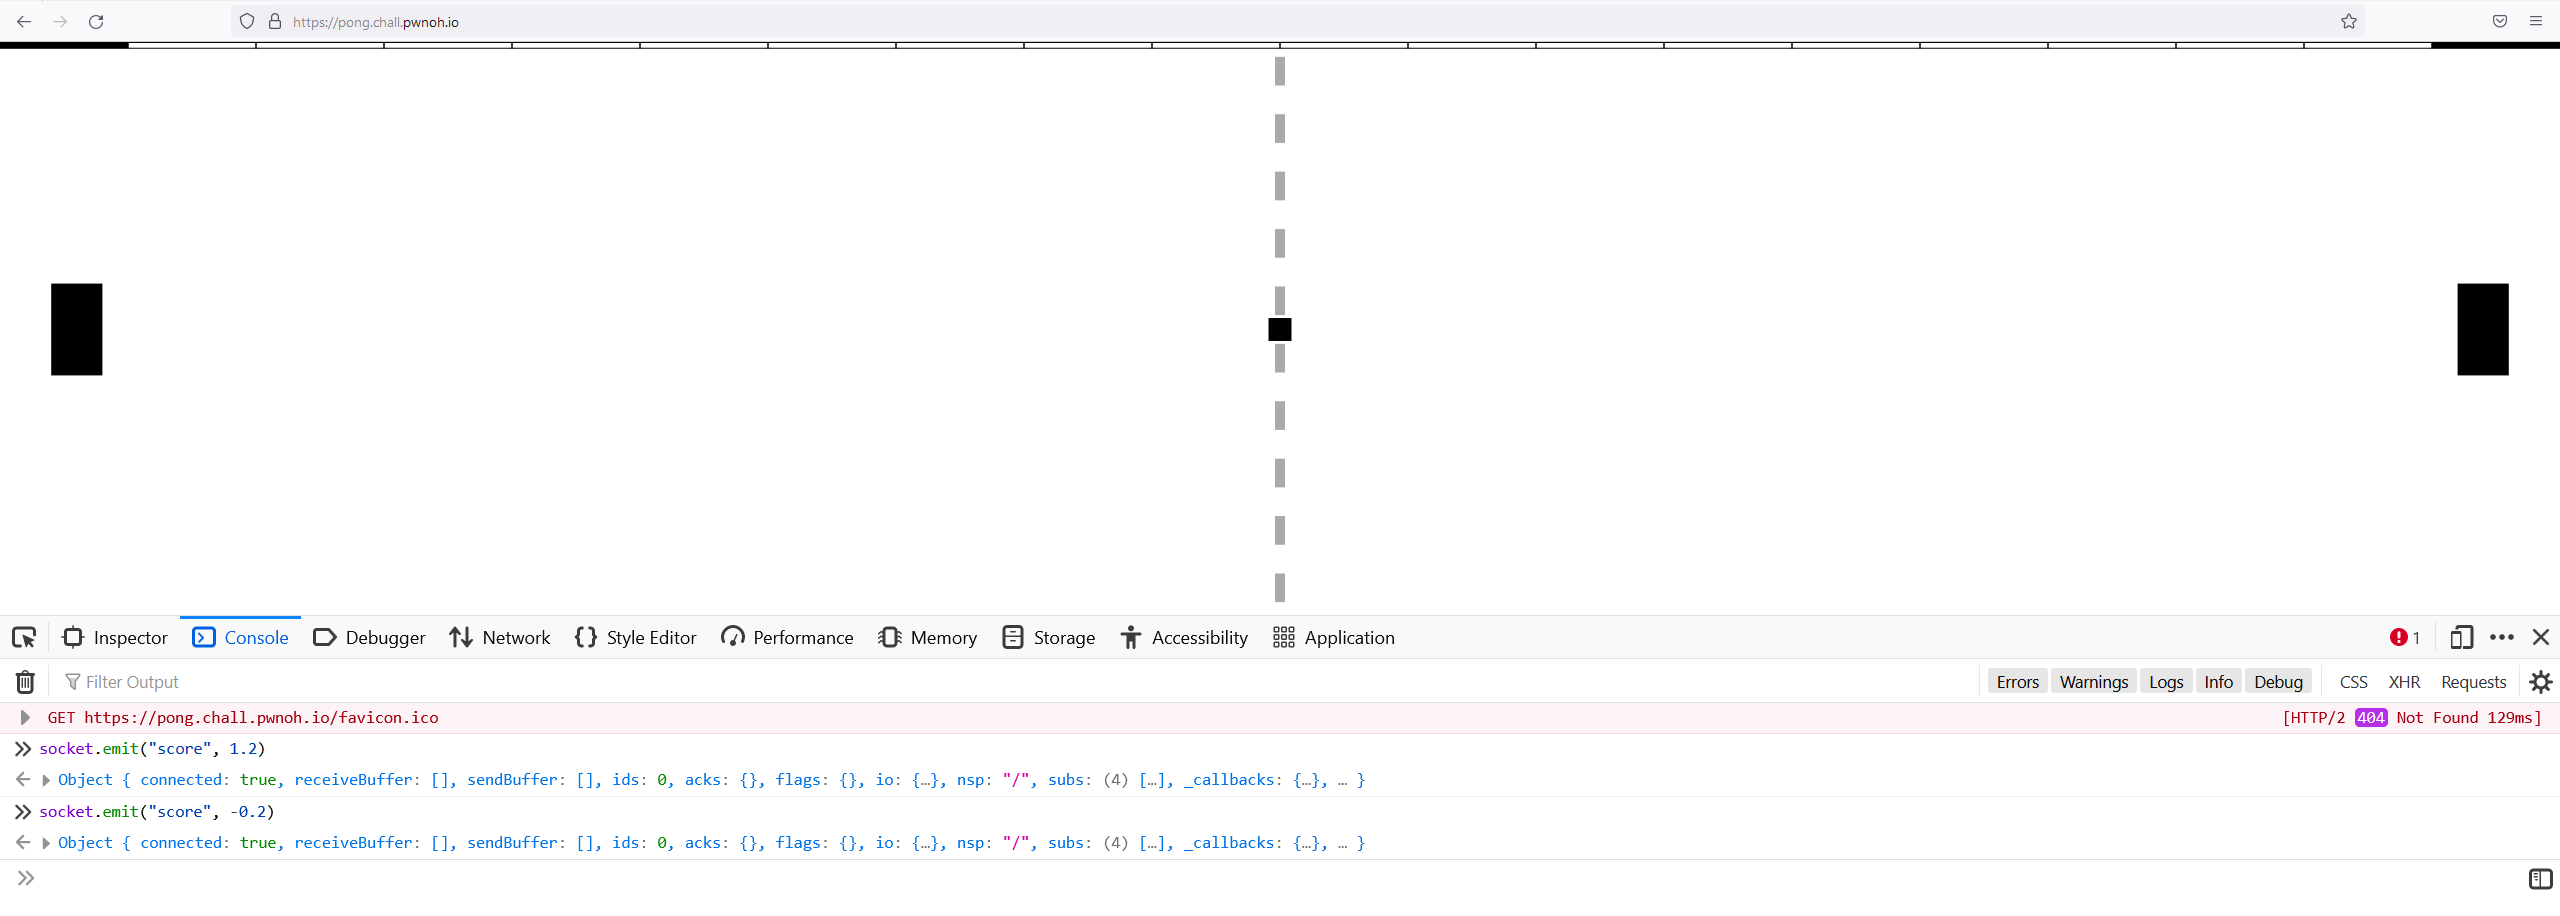 https://pong.chall.pwnoh.io
Inspector Console Debugger Network Style Editor Performance Memory Storage Accessibility Application 1
Filter Output Errors Warnings Logs Info Debug CSS XHR Requests
GET https://pong.chall.pwnoh.io/favicon.ico [HTTP/2 404 Not Found 129ms]
socket.emit("score", 1.2)
Object { connected: true, receiveBuffer: [], sendBuffer: [], ids: 0, acks: {}, flags: {}, io: {…}, nsp: "/", subs: (4) […], _callbacks: {…}, … }
socket.emit("score", -0.2)
Object { connected: true, receiveBuffer: [], sendBuffer: [], ids: 0, acks: {}, flags: {}, io: {…}, nsp: "/", subs: (4) […], _callbacks: {…}, … }